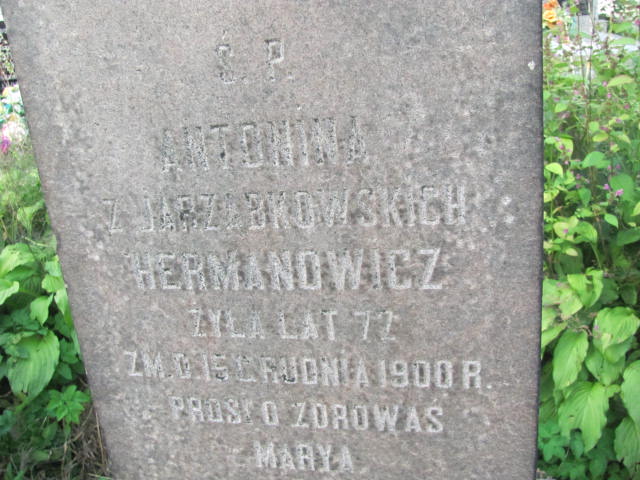 Ś. P.
ANTONINA
Z JARZĄBKOWSKICH
HERMANOWICZ
ŻYŁA LAT 72
ZM. D. 15 GRUDNIA 1900 R.
PROSI O ZDROWAŚ
MARYA